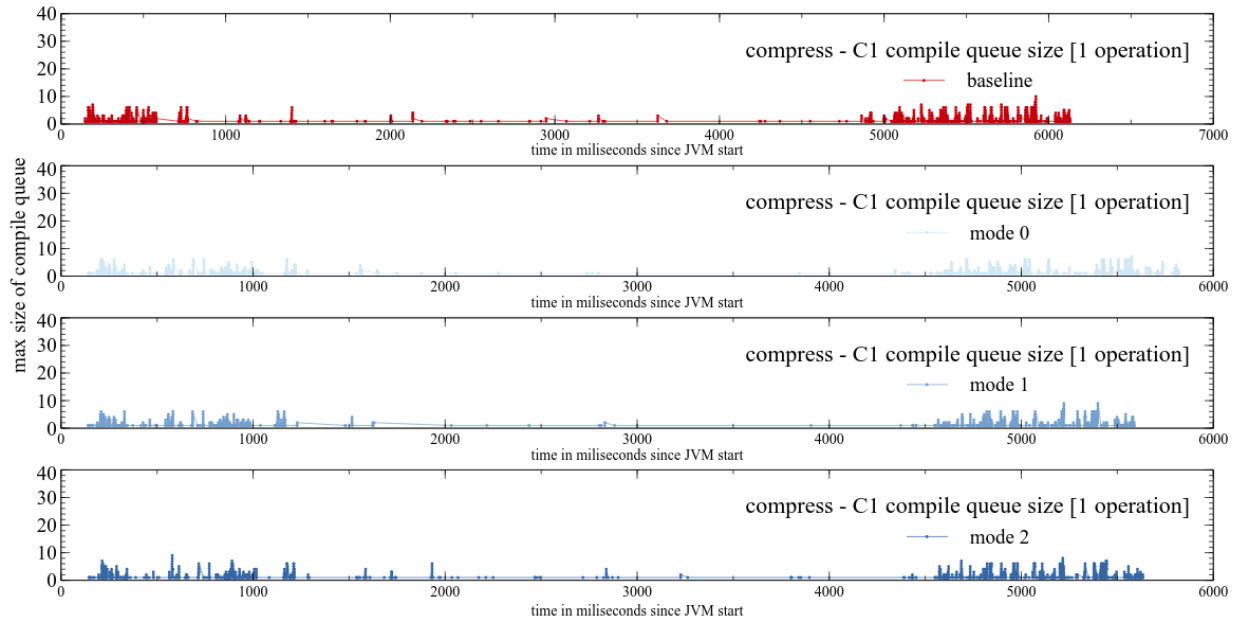 40
30
20
10
0
compress - C1 compile queue size [1 operation]
baseline
0 1000 2000 3000 4000 5000 6000 7000
time in miliseconds since JVM start
max size of compile queue
40
30
20
10
0
compress - C1 compile queue size [1 operation]
mode 0
0 1000 2000 3000 4000 5000 6000
time in miliseconds since JVM start
40
30
20
10
0
compress - C1 compile queue size [1 operation]
mode 1
0 1000 2000 3000 4000 5000 6000
time in miliseconds since JVM start
40
30
20
10
0
compress - C1 compile queue size [1 operation]
mode 2
0 1000 2000 3000 4000 5000 6000
time in miliseconds since JVM start